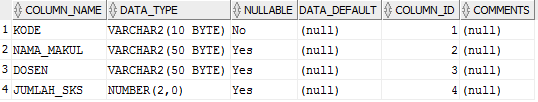 COLUMN_NAME DATA_TYPE NULLABLE DATA_DEFAULT COLUMN_ID COMMENTS
1 KODE VARCHAR2(10 BYTE) No (null) 1 (null)
2 NAMA_MAKUL VARCHAR2(50 BYTE) Yes (null) 2 (null)
3 DOSEN VARCHAR2(50 BYTE) Yes (null) 3 (null)
4 JUMLAH_SKS NUMBER(2,0) Yes (null) 4 (null)